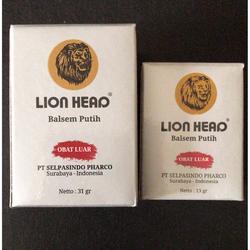 LION HEAD®
Balsem Putih
OBAT LUAR
PT SELPASINDO PHARCO
Surabaya - Indonesia
Netto : 31 gr
LION HEAD®
Balsem Putih
OBAT LUAR
PT SELPASINDO PHARCO
Surabaya - Indonesia
Netto : 13 gr